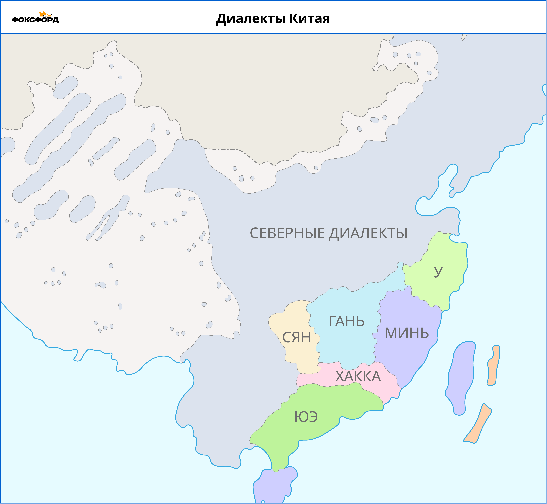 ФОКСФОРД
Диалекты Китая
СЕВЕРНЫЕ ДИАЛЕКТЫ
У
ГАНЬ
МИНЬ
СЯН
ХАККА
ЮЭ